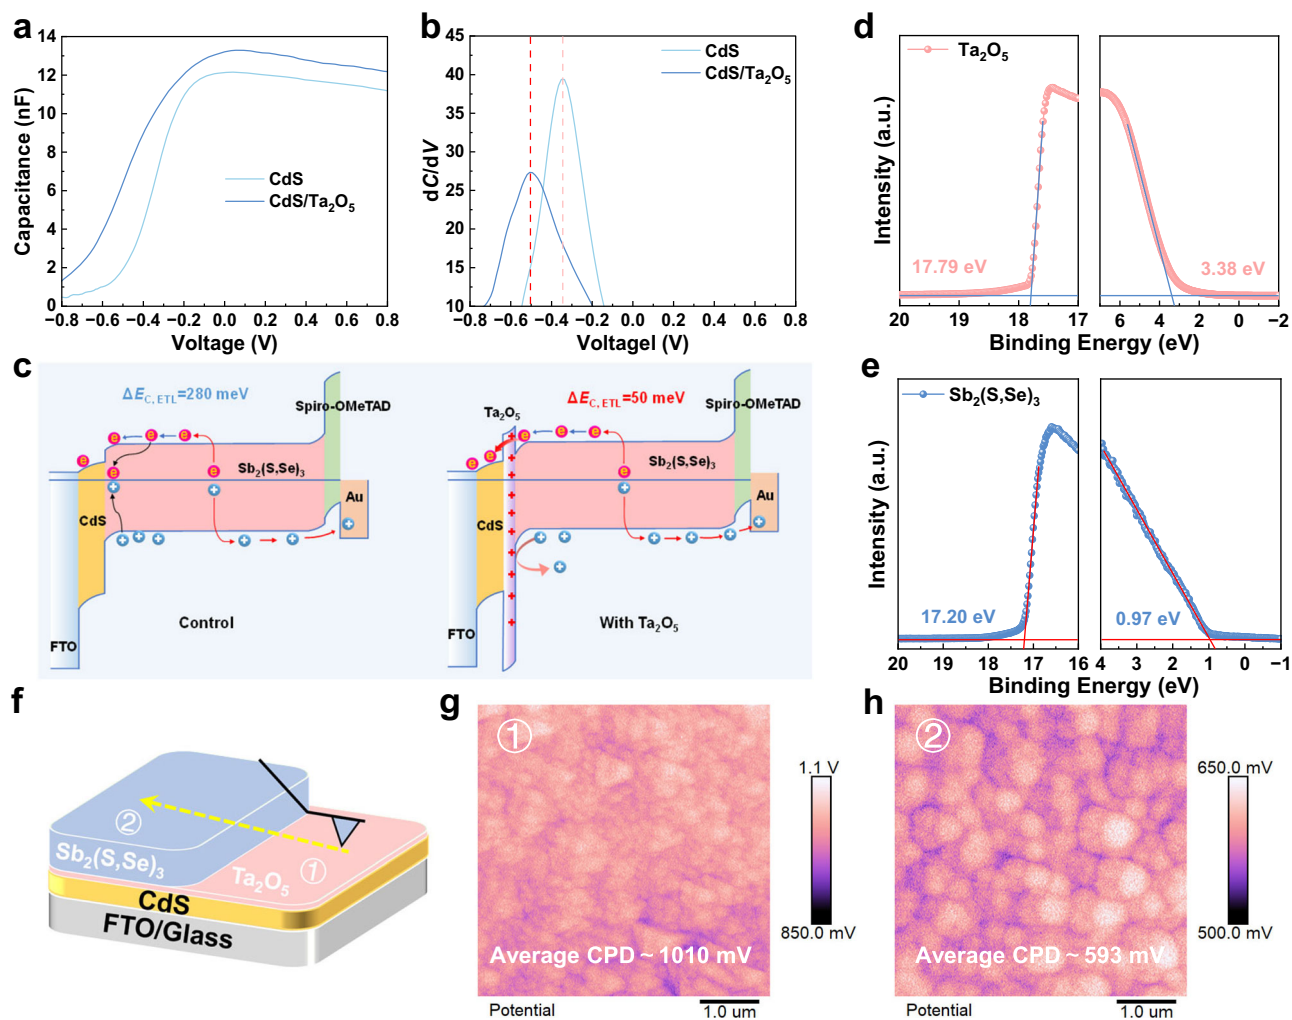 a
14
12
10
8
6
4
2
0
Capacitance (nF)
CdS
CdS/Ta₂O₅
−0.8 −0.6 −0.4 −0.2 0.0 0.2 0.4 0.6 0.8
Voltage (V)
b
45
40
35
30
25
20
15
10
dC/dV
CdS
CdS/Ta₂O₅
−0.8 −0.6 −0.4 −0.2 0.0 0.2 0.4 0.6 0.8
Voltagel (V)
d
Ta₂O₅
Intensity (a.u.)
17.79 eV
3.38 eV
20 19 18 17 6 4 2 0 −2
Binding Energy (eV)
c
ΔE_C, ETL=280 meV
Spiro-OMeTAD
Sb₂(S,Se)₃
CdS
Au
FTO
Control
Ta₂O₅
ΔE_C, ETL=50 meV
Spiro-OMeTAD
Sb₂(S,Se)₃
CdS
Au
FTO
With Ta₂O₅
e
Sb₂(S,Se)₃
Intensity (a.u.)
17.20 eV
0.97 eV
20 19 18 17 16 4 3 2 1 0 −1
Binding Energy (eV)
f
②
Sb₂(S,Se)₃
①
Ta₂O₅
CdS
FTO/Glass
g
①
1.1 V
850.0 mV
Average CPD ~ 1010 mV
Potential
1.0 um
h
②
650.0 mV
500.0 mV
Average CPD ~ 593 mV
Potential
1.0 um